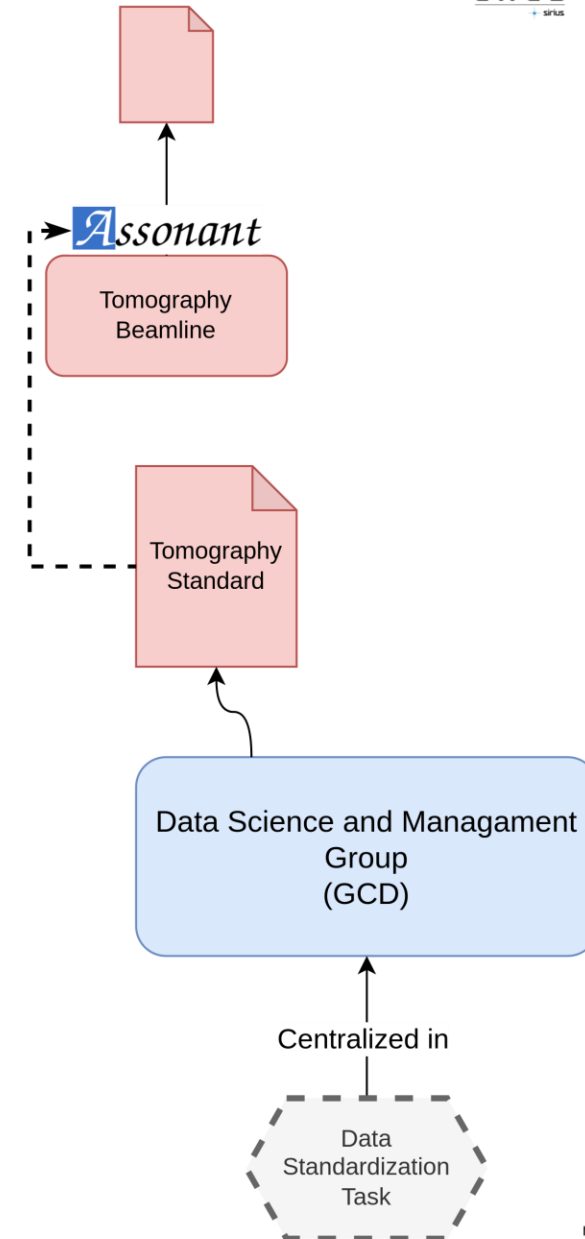 sirius
Assonant
Tomography
Beamline
Tomography
Standard
Data Science and Managament
Group
(GCD)
Centralized in
Data
Standardization
Task